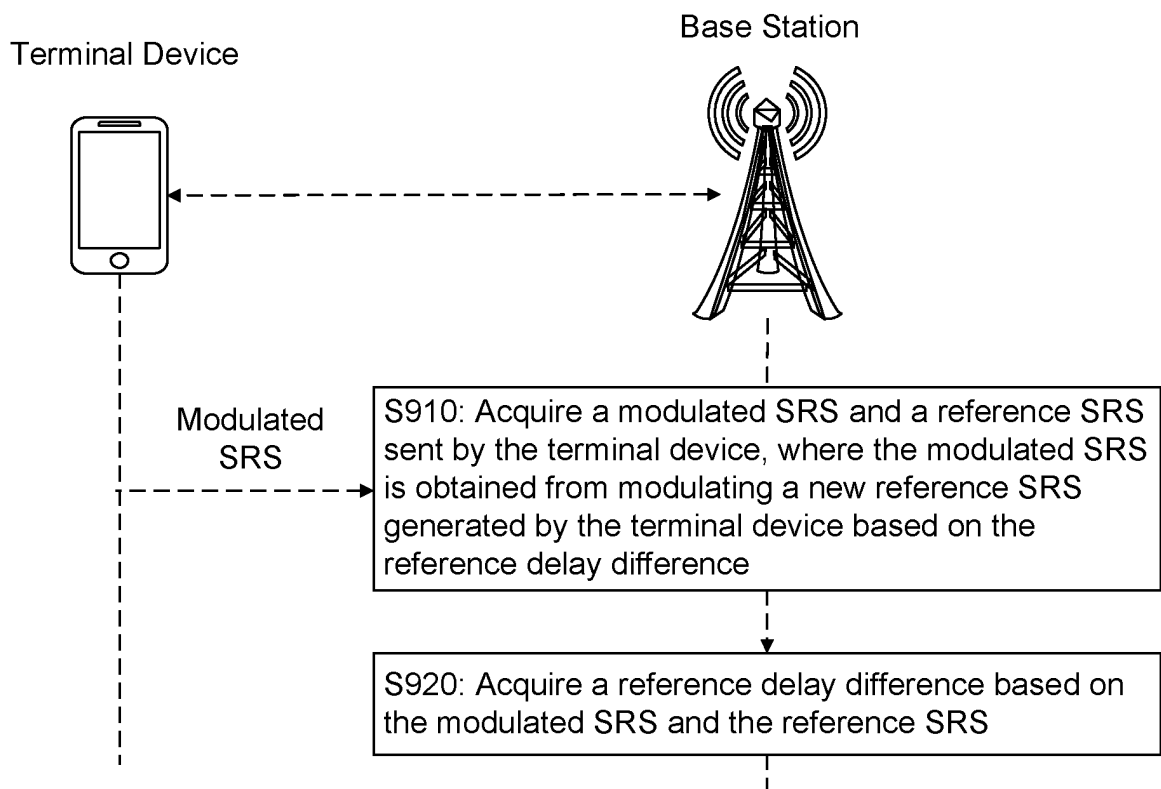 Base Station
Terminal Device
Modulated
SRS
S910: Acquire a modulated SRS and a reference SRS
sent by the terminal device, where the modulated SRS
is obtained from modulating a new reference SRS
generated by the terminal device based on the
reference delay difference
S920: Acquire a reference delay difference based on
the modulated SRS and the reference SRS